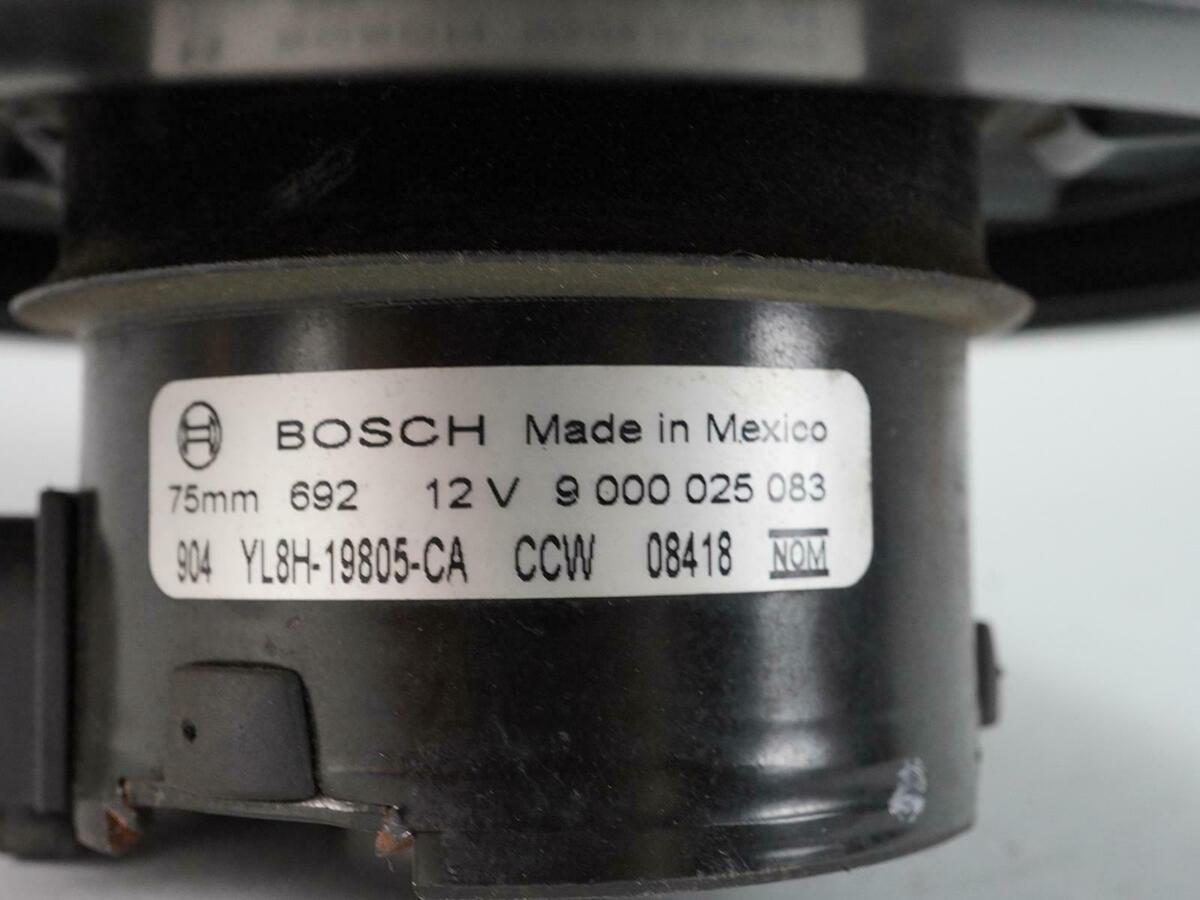 BOSCH Made in Mexico
75mm 692 12 V 9 000 025 083
904 YL8H-19805-CA CCW 08418 NOM